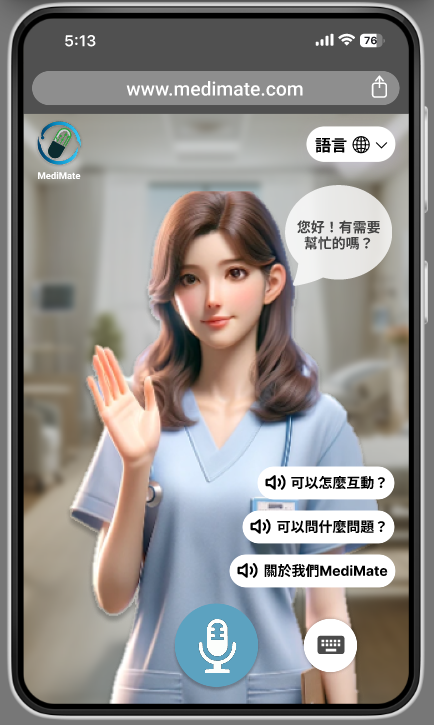 5:13
76
www.medimate.com
MediMate
語言
您好！有需要
幫忙的嗎？
可以怎麼互動？
可以問什麼問題？
關於我們MediMate